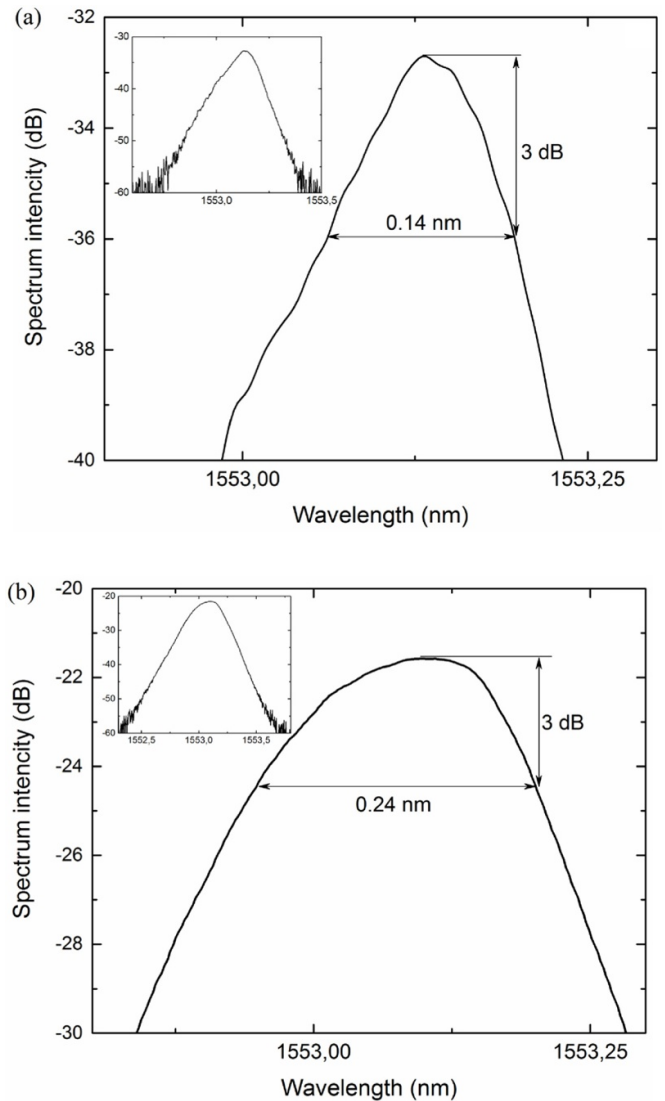 (a)
-32
-34
-36
-38
-40
Spectrum intencity (dB)
-30
-40
-50
-60
1553,0
1553,5
3 dB
0.14 nm
1553,00
1553,25
Wavelength (nm)
(b)
-20
-22
-24
-26
-28
-30
Spectrum intencity (dB)
-20
-30
-40
-50
-60
1552,5
1553,0
1553,5
3 dB
0.24 nm
1553,00
1553,25
Wavelength (nm)